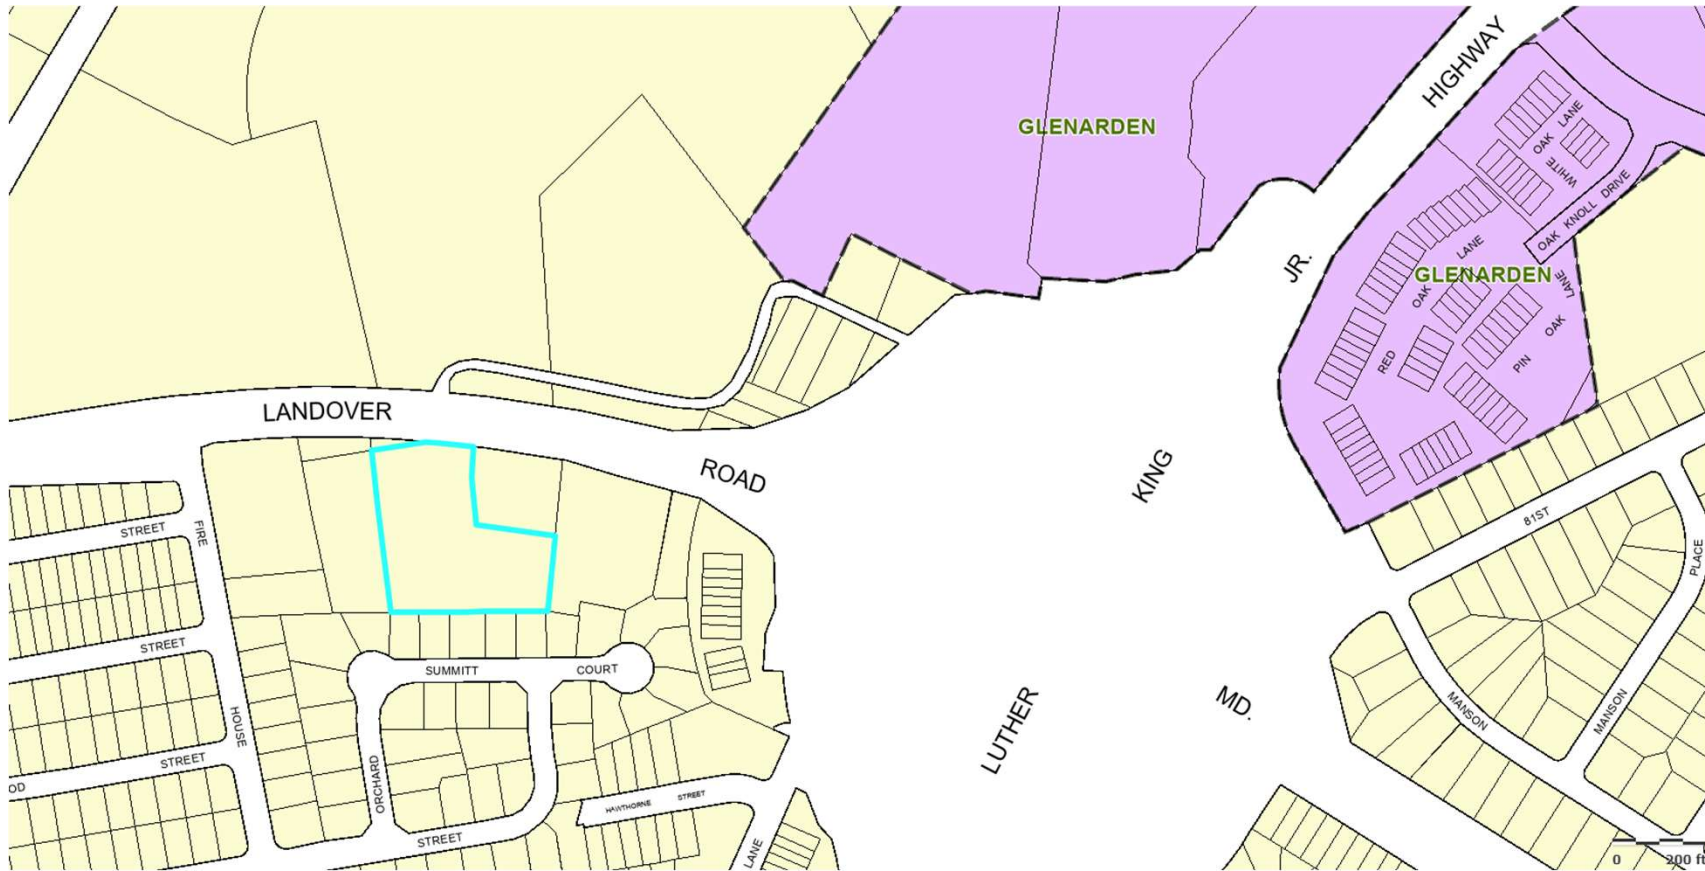 HIGHWAY
GLENARDEN
WHITE
OAK
LANE
OAK KNOLL DRIVE
JR.
GLENARDEN
RED
OAK
LANE
PIN
OAK
LANE
LANDOVER
ROAD
KING
81ST
PLACE
STREET
FIRE
STREET
SUMMITT
COURT
HOUSE
LUTHER
MD.
MANSON
MANSON
STREET
OD
ORCHARD
HAWTHORNE
STREET
STREET
LANE
0
200 ft